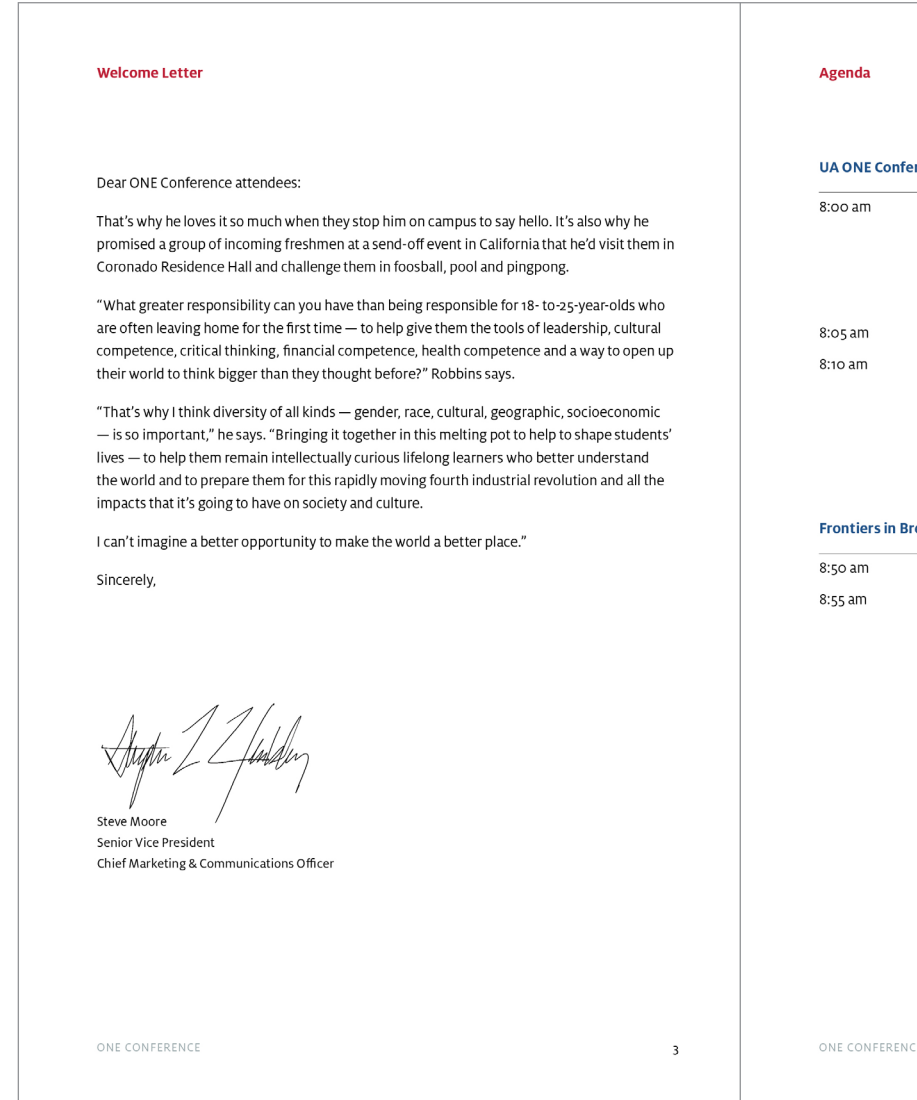 Welcome Letter
Dear ONE Conference attendees:
That’s why he loves it so much when they stop him on campus to say hello. It’s also why he
promised a group of incoming freshmen at a send-off event in California that he’d visit them in
Coronado Residence Hall and challenge them in foosball, pool and pingpong.
“What greater responsibility can you have than being responsible for 18- to-25-year-olds who
are often leaving home for the first time — to help give them the tools of leadership, cultural
competence, critical thinking, financial competence, health competence and a way to open up
their world to think bigger than they thought before?” Robbins says.
“That’s why I think diversity of all kinds — gender, race, cultural, geographic, socioeconomic
— is so important,” he says. “Bringing it together in this melting pot to help to shape students’
lives — to help them remain intellectually curious lifelong learners who better understand
the world and to prepare them for this rapidly moving fourth industrial revolution and all the
impacts that it’s going to have on society and culture.
I can’t imagine a better opportunity to make the world a better place.”
Sincerely,
Steve Moore
Senior Vice President
Chief Marketing & Communications Officer
ONE CONFERENCE
3
Agenda
UA ONE Confer
8:00 am
8:05 am
8:10 am
Frontiers in Bre
8:50 am
8:55 am
ONE CONFERENC